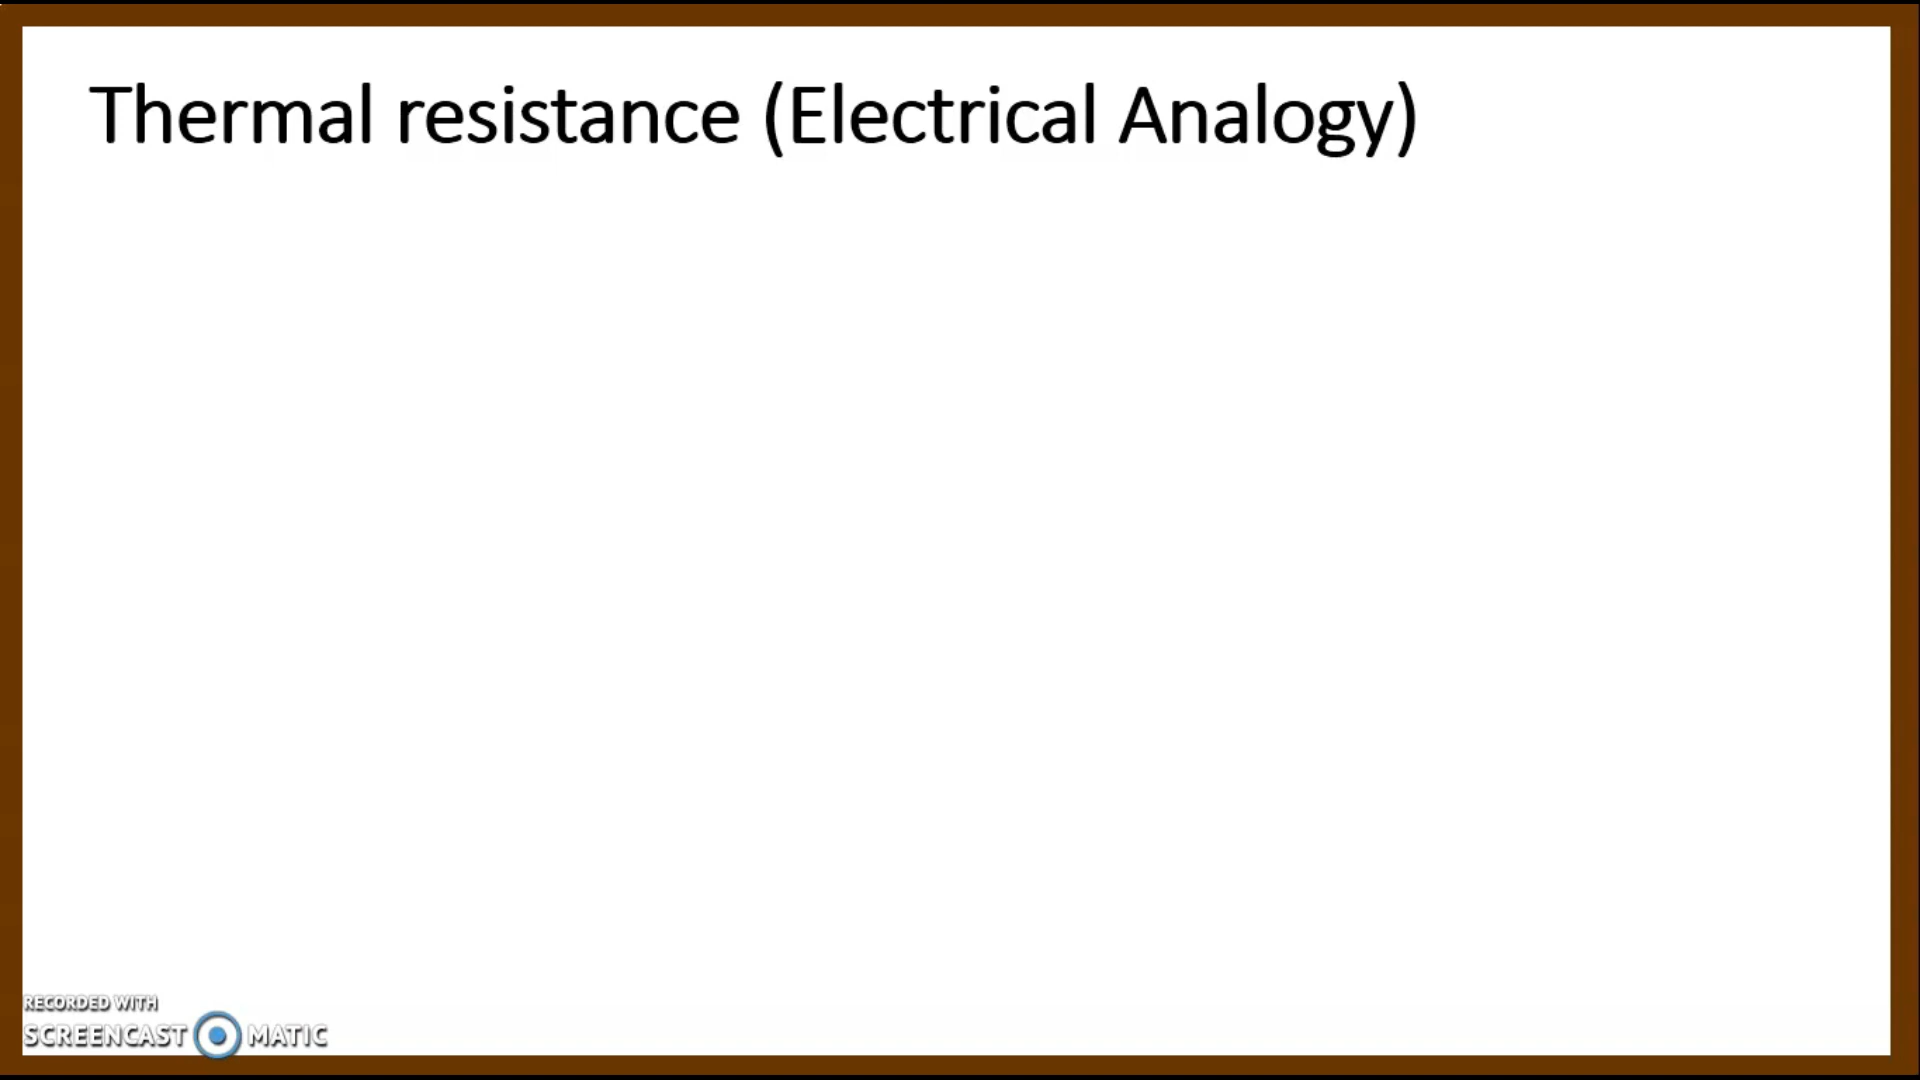 Thermal resistance (Electrical Analogy)
RECORDED WITH
SCREENCAST MATIC